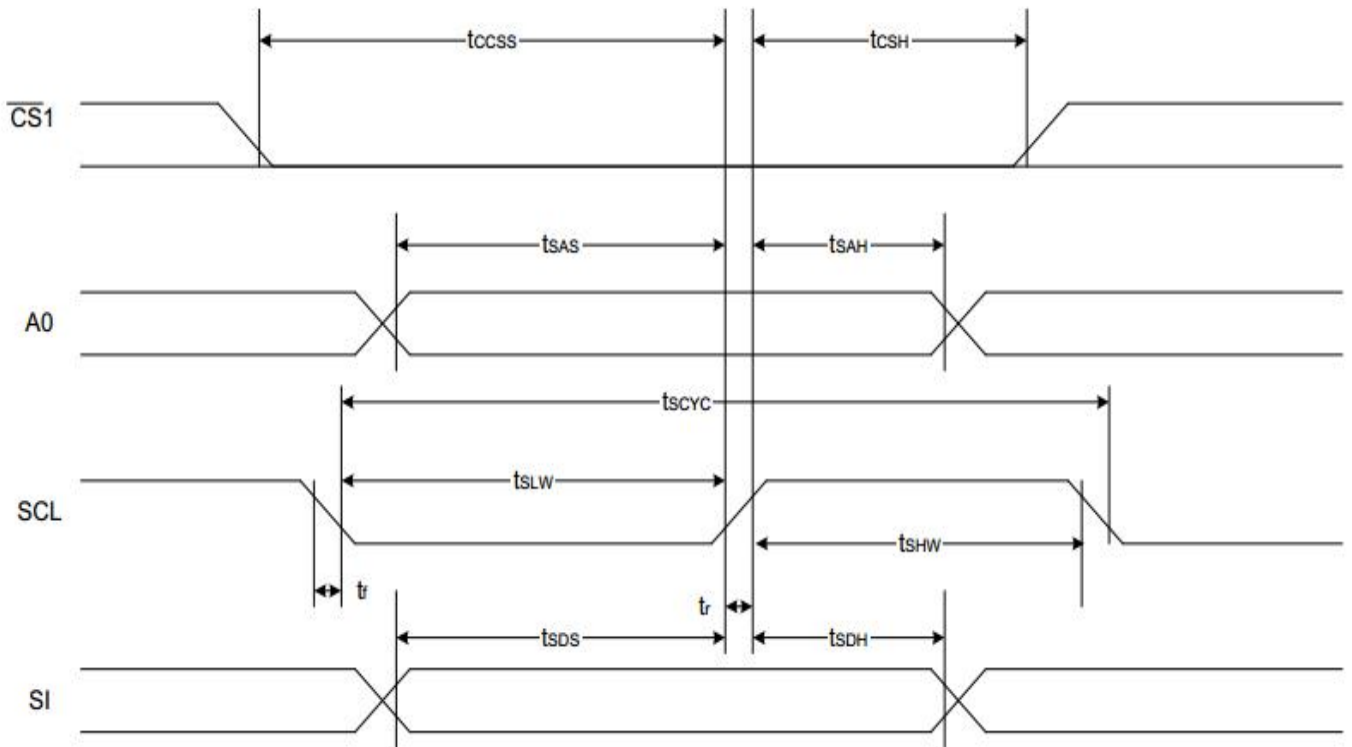 tCCSS tCSH
CS1
tSAS tSAH
A0
tSCYC
tSLW
SCL
tSHW
tf
tr
tSDS tSDH
SI